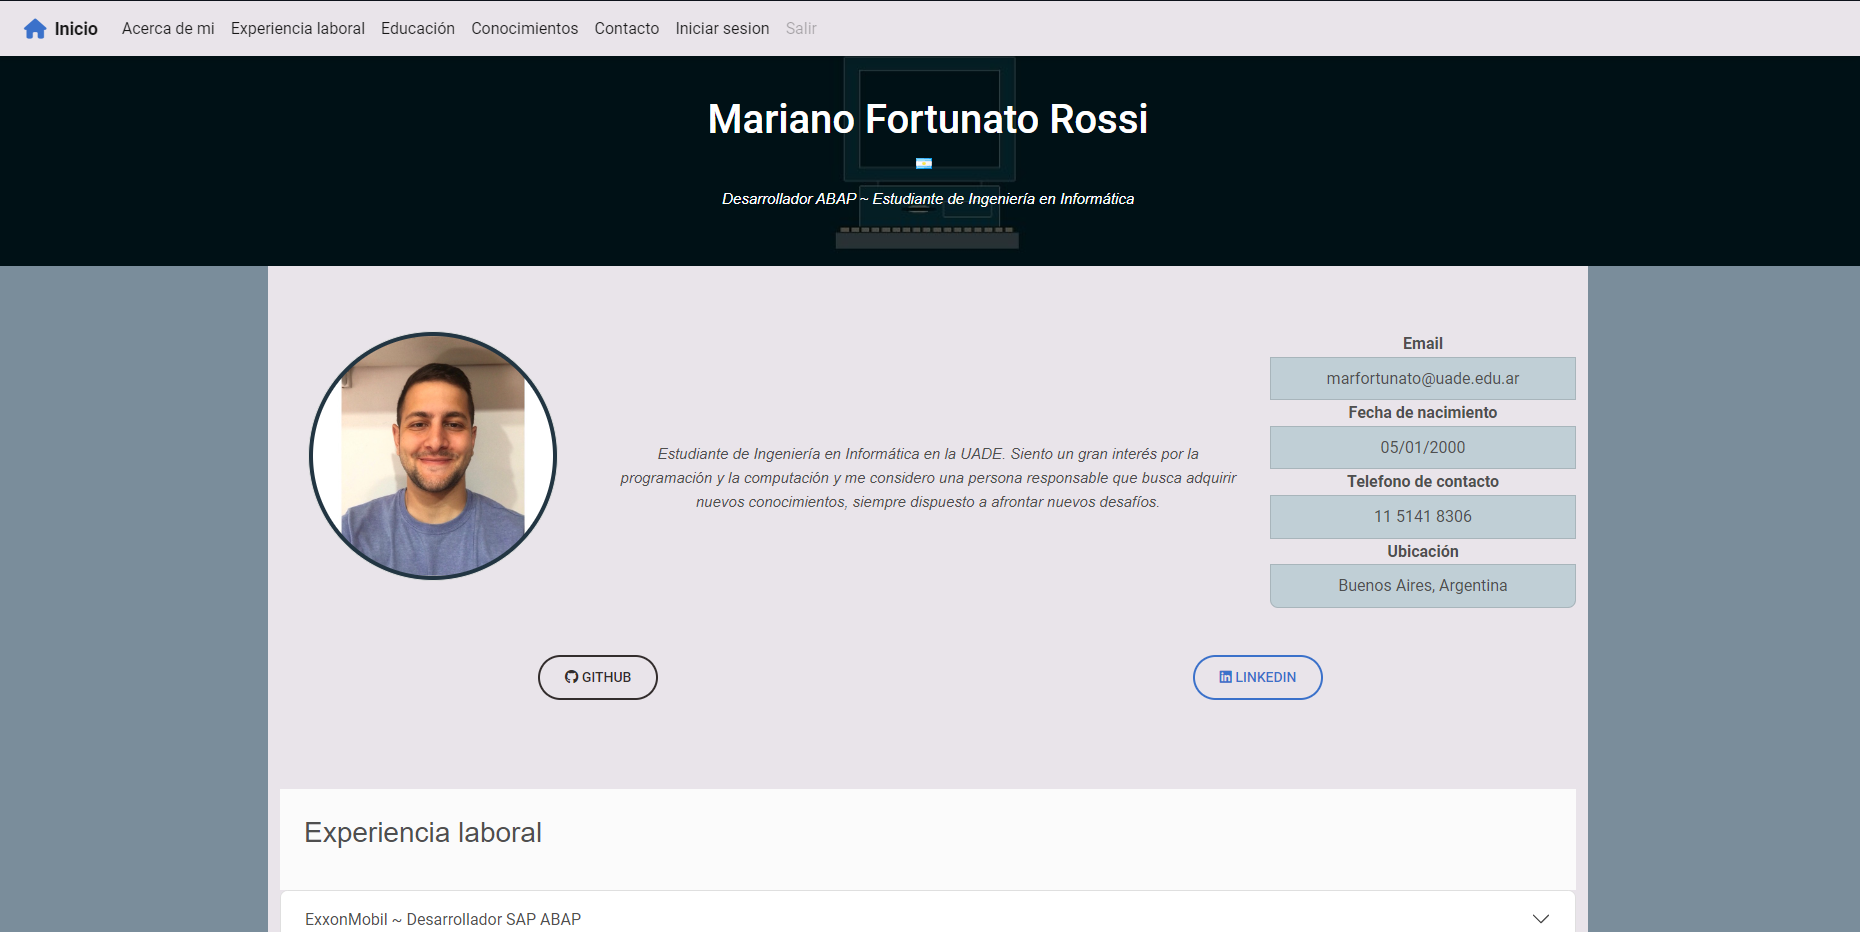 Inicio Acerca de mi Experiencia laboral Educación Conocimientos Contacto Iniciar sesion Salir
Mariano Fortunato Rossi
Desarrollador ABAP ~ Estudiante de Ingeniería en Informática
Estudiante de Ingeniería en Informática en la UADE. Siento un gran interés por la
programación y la computación y me considero una persona responsable que busca adquirir
nuevos conocimientos, siempre dispuesto a afrontar nuevos desafíos.
Email
marfortunato@uade.edu.ar
Fecha de nacimiento
05/01/2000
Telefono de contacto
11 5141 8306
Ubicación
Buenos Aires, Argentina
GITHUB
LINKEDIN
Experiencia laboral
ExxonMobil ~ Desarrollador SAP ABAP